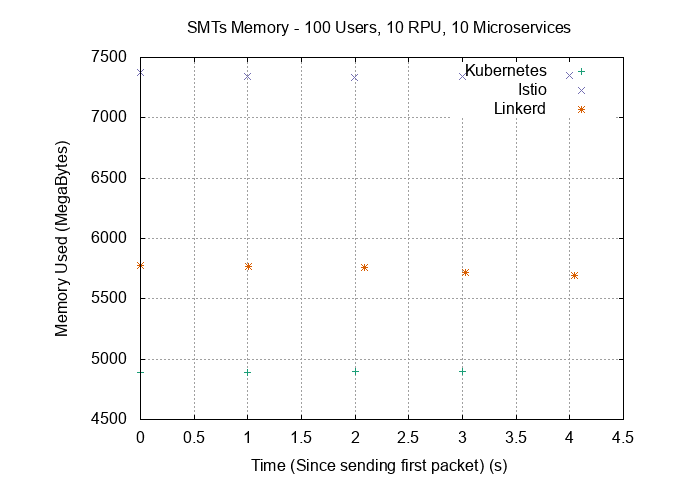 SMTs Memory - 100 Users, 10 RPU, 10 Microservices
7500
7000
6500
6000
5500
5000
4500
Memory Used (MegaBytes)
Kubernetes
Istio
Linkerd
0 0.5 1 1.5 2 2.5 3 3.5 4 4.5
Time (Since sending first packet) (s)